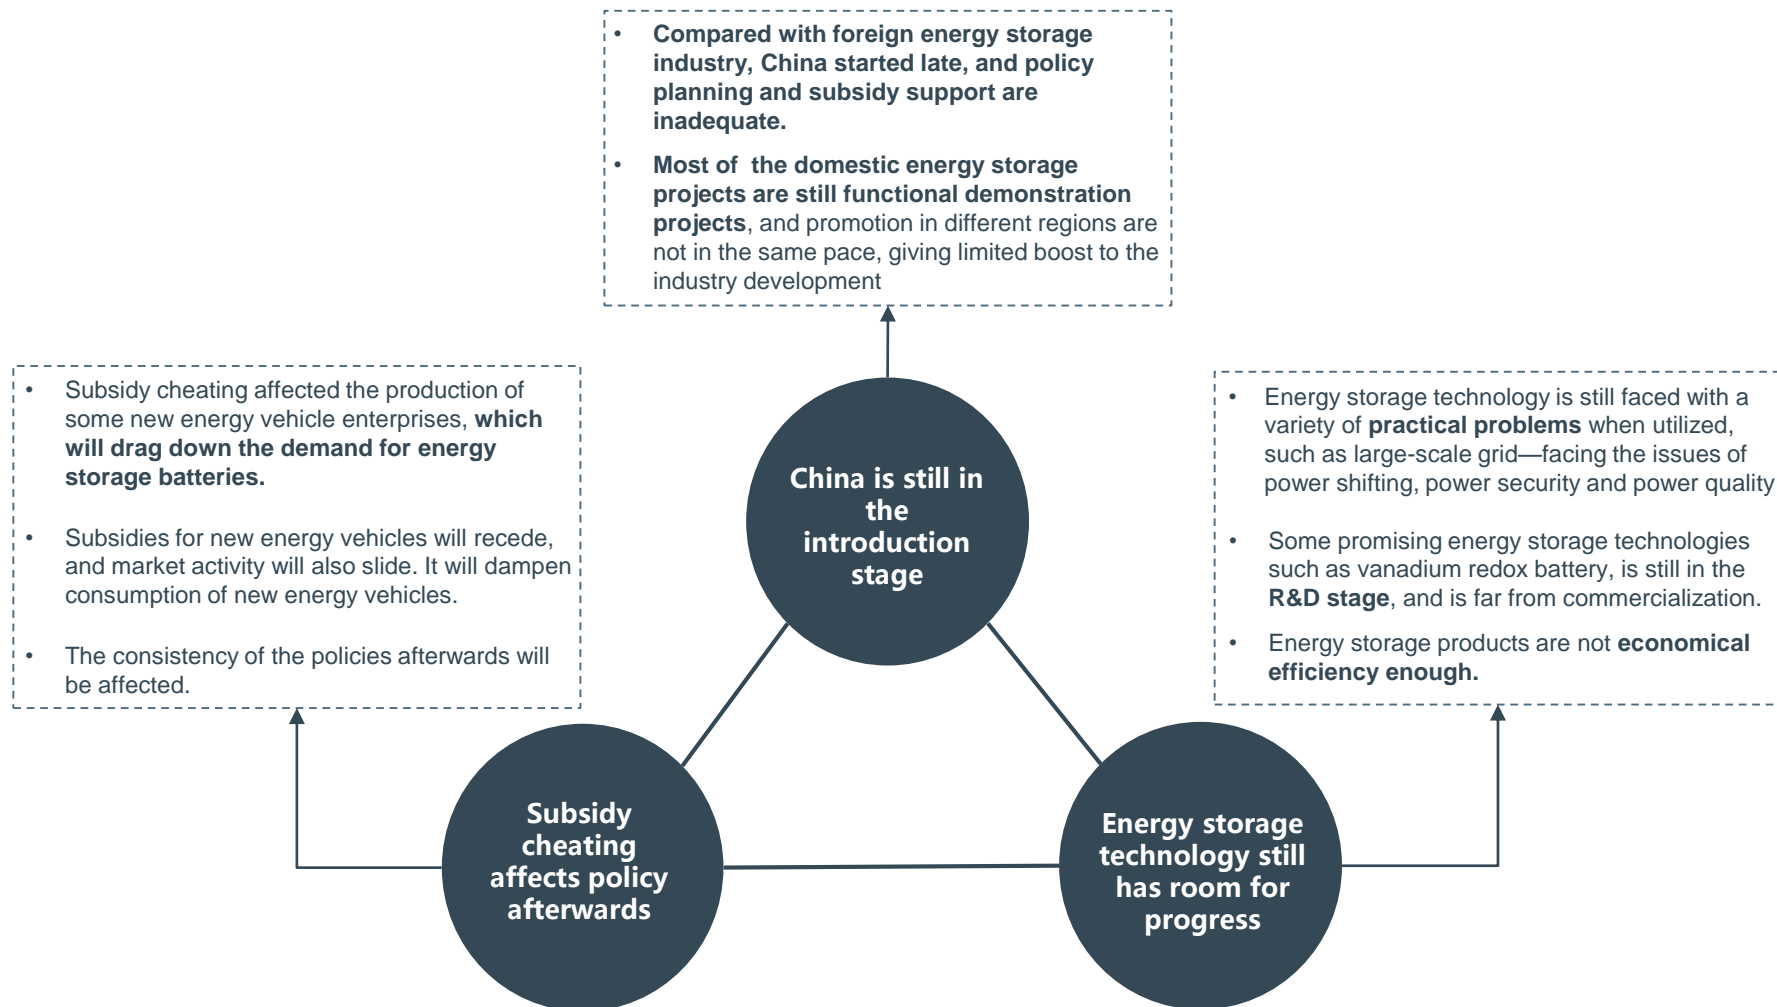 • Compared with foreign energy storage
industry, China started late, and policy
planning and subsidy support are
inadequate.
• Most of the domestic energy storage
projects are still functional demonstration
projects, and promotion in different regions are
not in the same pace, giving limited boost to the
industry development
• Subsidy cheating affected the production of
some new energy vehicle enterprises, which
will drag down the demand for energy
storage batteries.
• Subsidies for new energy vehicles will recede,
and market activity will also slide. It will dampen
consumption of new energy vehicles.
• The consistency of the policies afterwards will
be affected.
• Energy storage technology is still faced with a
variety of practical problems when utilized,
such as large-scale grid—facing the issues of
power shifting, power security and power quality
• Some promising energy storage technologies
such as vanadium redox battery, is still in the
R&D stage, and is far from commercialization.
• Energy storage products are not economical
efficiency enough.
China is still in
the
introduction
stage
Subsidy
cheating
affects policy
afterwards
Energy storage
technology still
has room for
progress